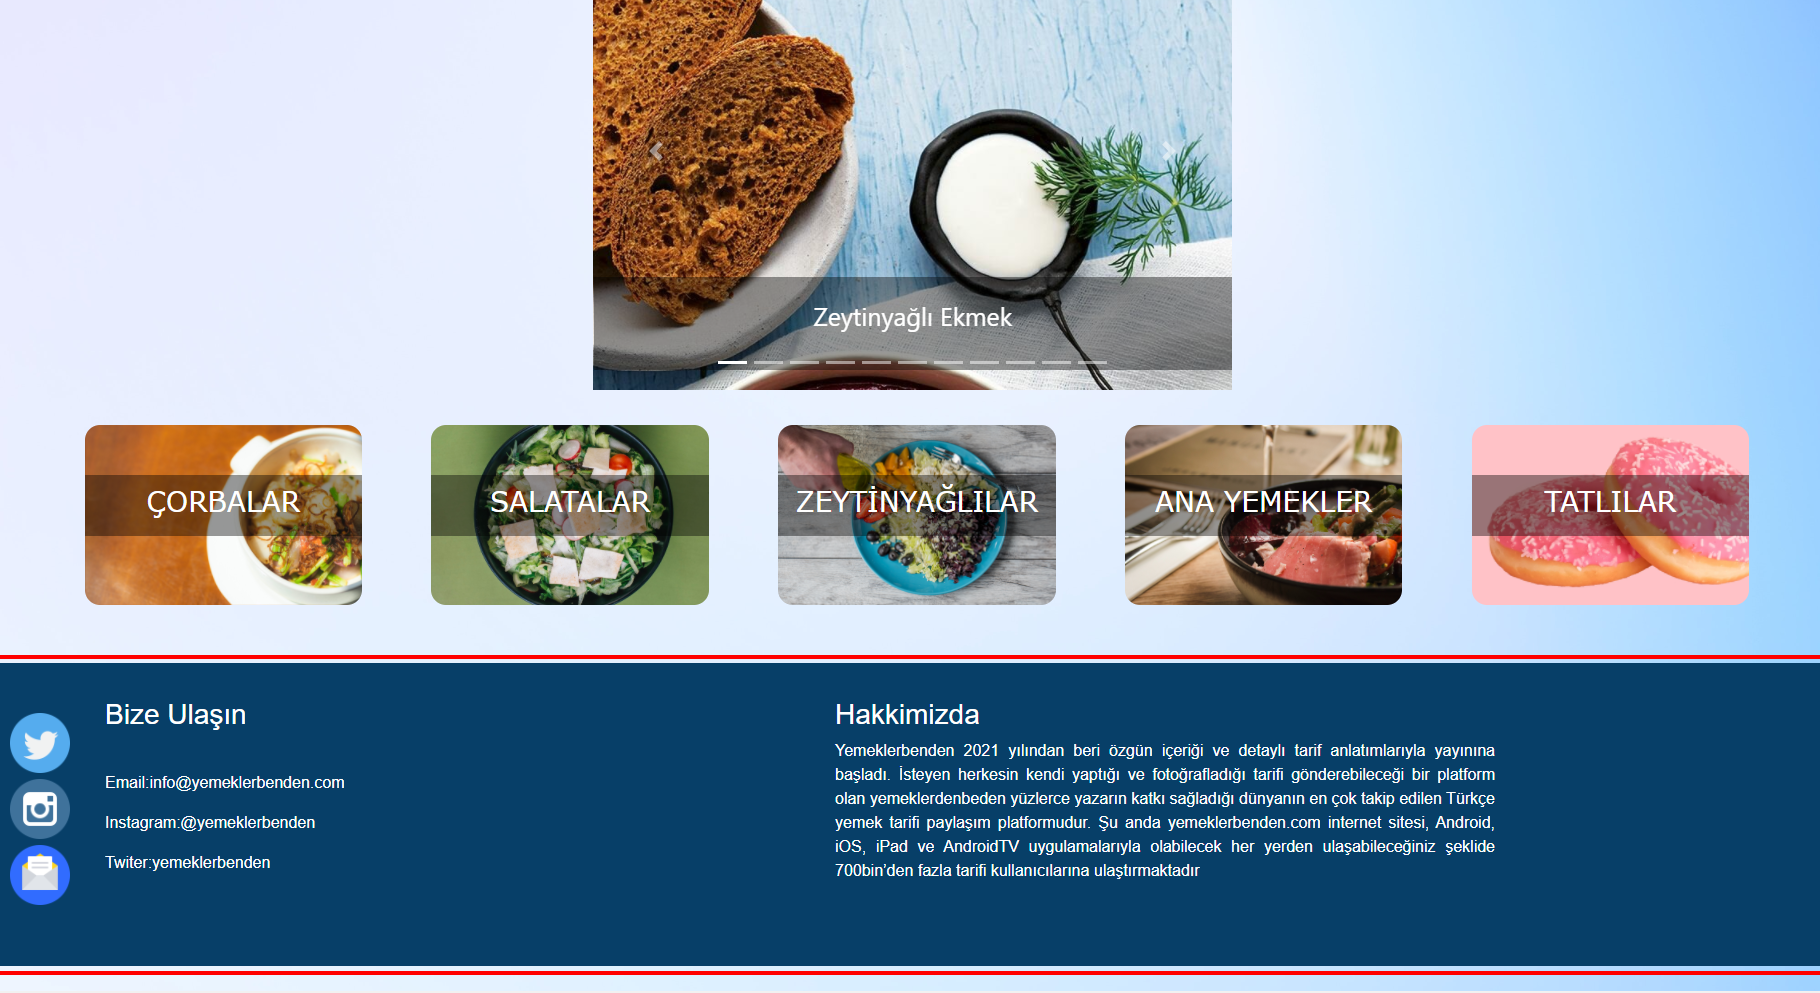 Zeytinyağlı Ekmek
ÇORBALAR
SALATALAR
ZEYTİNYAĞLILAR
ANA YEMEKLER
TATLILAR
Bize Ulaşın
Email:info@yemeklerbenden.com
Instagram:@yemeklerbenden
Twiter:yemeklerbenden
Hakkimizda
Yemeklerbenden 2021 yılından beri özgün içeriği ve detaylı tarif anlatımlarıyla yayınına
başladı. İsteyen herkesin kendi yaptığı ve fotoğrafladığı tarifi gönderebileceği bir platform
olan yemeklerdenbeden yüzlerce yazarın katkı sağladığı dünyanın en çok takip edilen Türkçe
yemek tarifi paylaşım platformudur. Şu anda yemeklerbenden.com internet sitesi, Android,
iOS, iPad ve AndroidTV uygulamalarıyla olabilecek her yerden ulaşabileceğiniz şeklide
700bin’den fazla tarifi kullanıcılarına ulaştırmaktadır